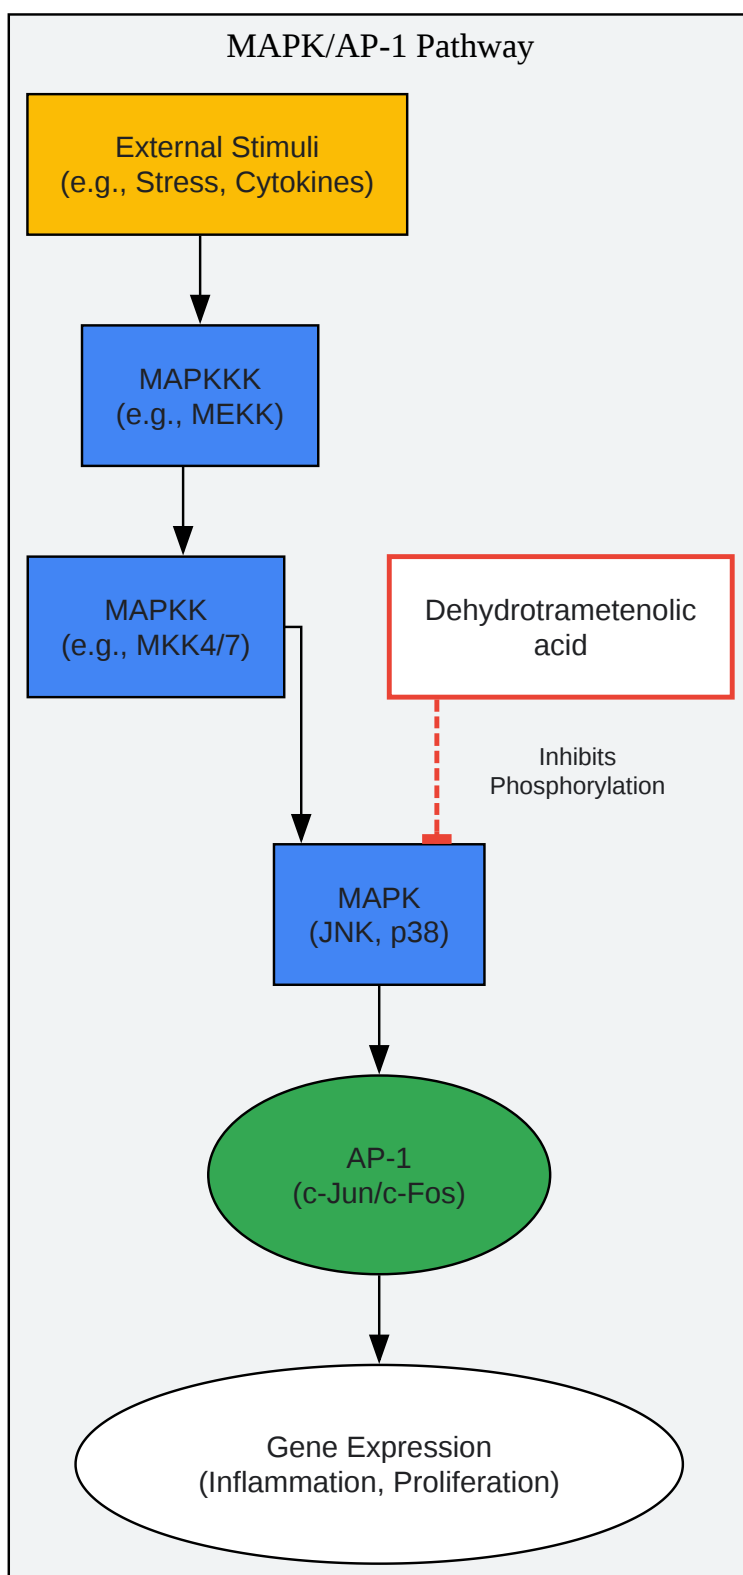 MAPK/AP-1 Pathway
External Stimuli
(e.g., Stress, Cytokines)
MAPKKK
(e.g., MEKK)
MAPKK
(e.g., MKK4/7)
Dehydrotrametenolic
acid
Inhibits
Phosphorylation
MAPK
(JNK, p38)
AP-1
(c-Jun/c-Fos)
Gene Expression
(Inflammation, Proliferation)